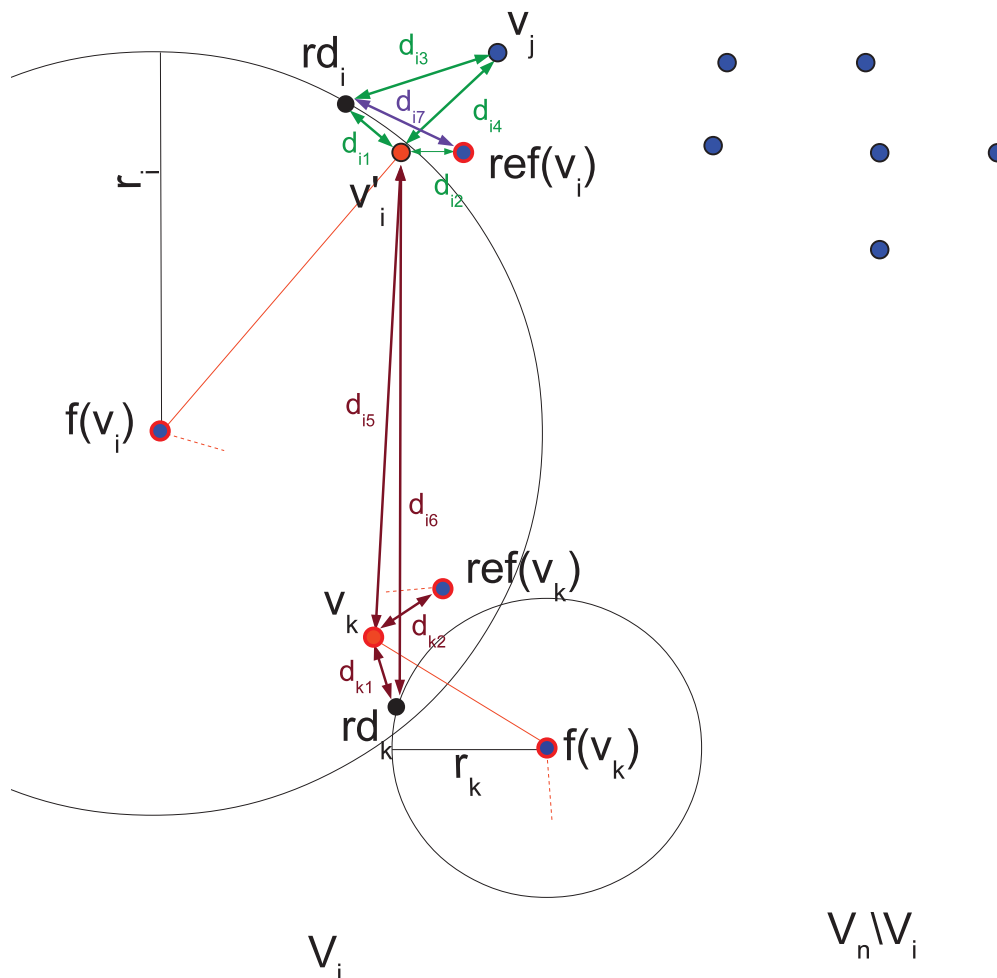 v_j
rd_i
d_i3
d_i7
d_i4
d_i1
ref(v_i)
r_i
v'_i
d_i2
d_i5
f(v_i)
d_i6
ref(v_k)
v_k
d_k2
d_k1
rd_k
f(v_k)
r_k
V_n\V_i
V_i